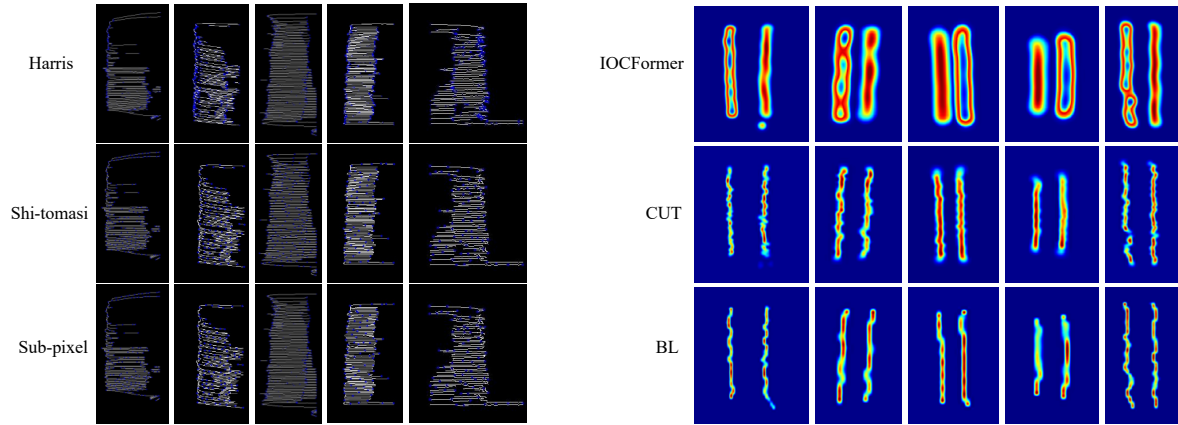 Harris
IOCFormer
Shi-tomasi
CUT
Sub-pixel
BL